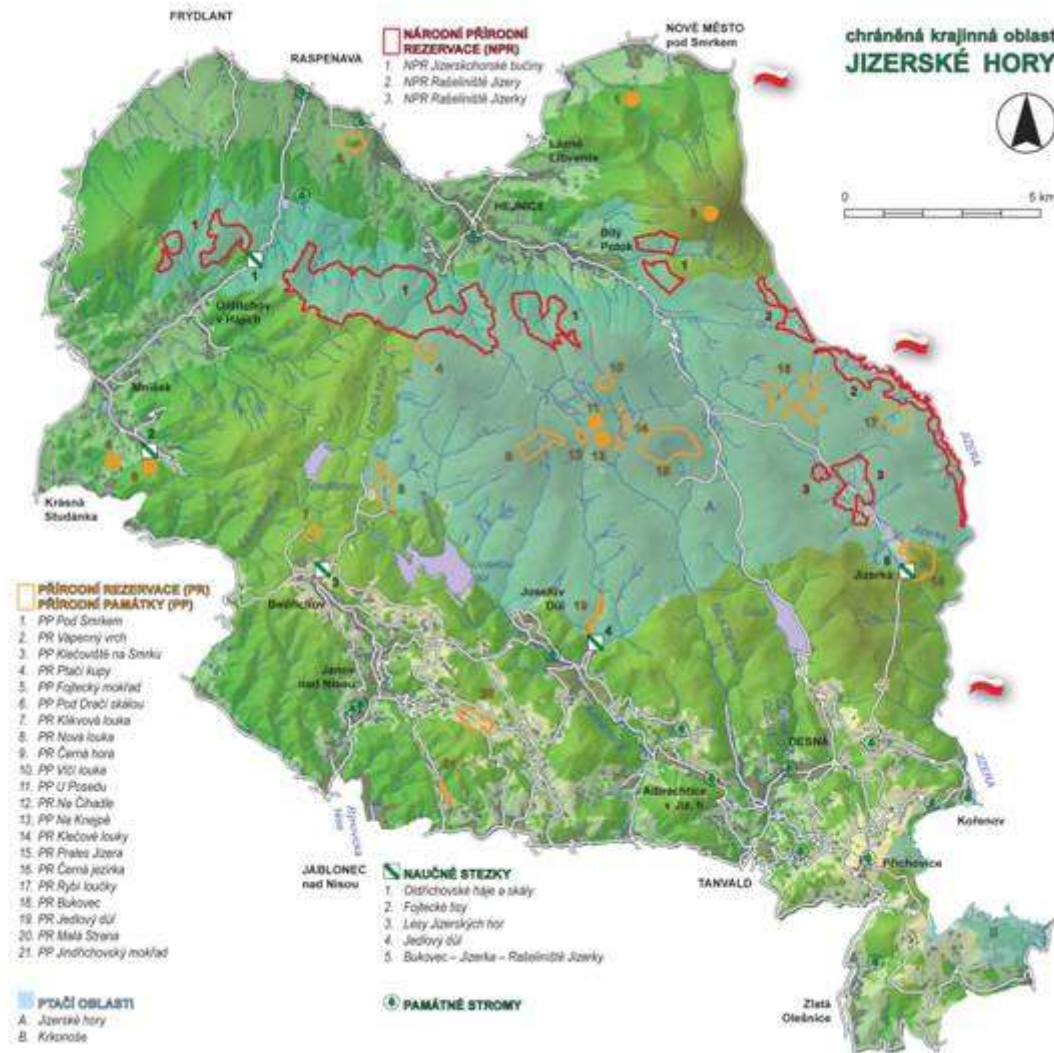 FRÝDLANT
NOVÉ MĚSTO
pod Smrkem
RASPENAVA
NÁRODNÍ PŘÍRODNÍ
REZERVACE (NPR)
1. NPR Jizerskohorské bučiny
2. NPR Rašeliniště Jizery
3. NPR Rašeliniště Jizerky
chráněná krajinná oblast
JIZERSKÉ HORY
0 5 km
Lázně
Libverda
HEJNICE
Bílý
Potok
Oldřichov
v Hájích
Mníšek
Krásná
Studánka
JIZERA
Jizerka
Bedřichov
Josefův
Důl
Janov
nad Nisou
DESNÁ
Albrechtice
v Jiz. h.
JIZERA
Kořenov
Příchovice
TANVALD
JABLONEC
nad Nisou
Zlatá
Olešnice
PŘÍRODNÍ REZERVACE (PR)
PŘÍRODNÍ PAMÁTKY (PP)
1. PP Pod Smrkem
2. PR Vápenný vrch
3. PP Klečoviště na Smrku
4. PR Ptačí kupy
5. PP Fojtecký mokřad
6. PP Pod Dračí skálou
7. PR Klikvová louka
8. PR Nová louka
9. PR Černá hora
10. PP Vlčí louka
11. PP U Posedu
12. PR Na Čihadle
13. PP Na Kneipě
14. PR Klečové louky
15. PR Prales Jizera
16. PR Černá jezírka
17. PR Rybí loučky
18. PR Bukovec
19. PR Jedlový důl
20. PR Malá Strana
21. PP Jindřichovský mokřad
NAUČNÉ STEZKY
1. Oldřichovské háje a skály
2. Fojtecké tisy
3. Lesy Jizerských hor
4. Jedlový důl
5. Bukovec – Jizerka – Rašeliniště Jizerky
PTAČÍ OBLASTI
A. Jizerské hory
B. Krkonoše
PAMÁTNÉ STROMY